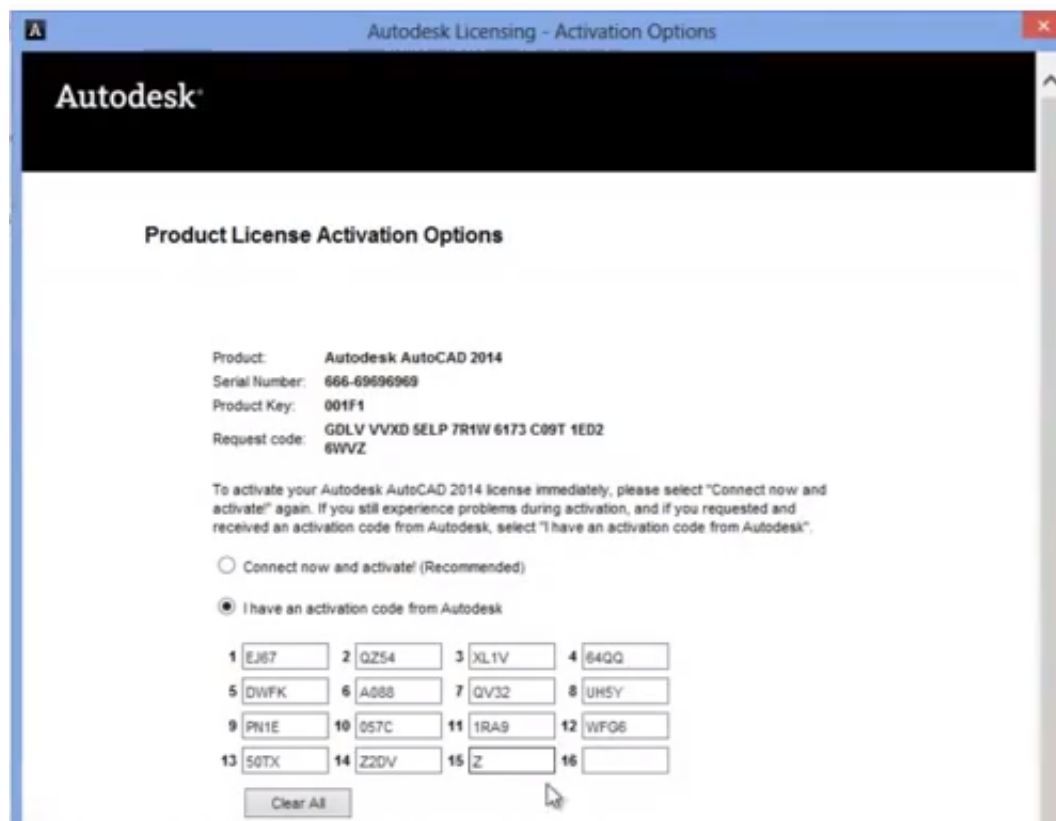 Autodesk Licensing - Activation Options
Autodesk
Product License Activation Options
Product: Autodesk AutoCAD 2014
Serial Number: 666-69696969
Product Key: 001F1
Request code: GDLV VVXD 5ELP 7R1W 6173 C09T 1ED2
6WVZ
To activate your Autodesk AutoCAD 2014 license immediately, please select "Connect now and
activate!" again. If you still experience problems during activation, and if you requested and
received an activation code from Autodesk, select "I have an activation code from Autodesk".
Connect now and activate! (Recommended)
I have an activation code from Autodesk
1 EJ67 2 QZ54 3 XL1V 4 64QQ
5 DWFK 6 A088 7 QV32 8 UH5Y
9 PN1E 10 057C 11 1RA9 12 WFG6
13 50TX 14 Z2DV 15 Z 16
Clear All